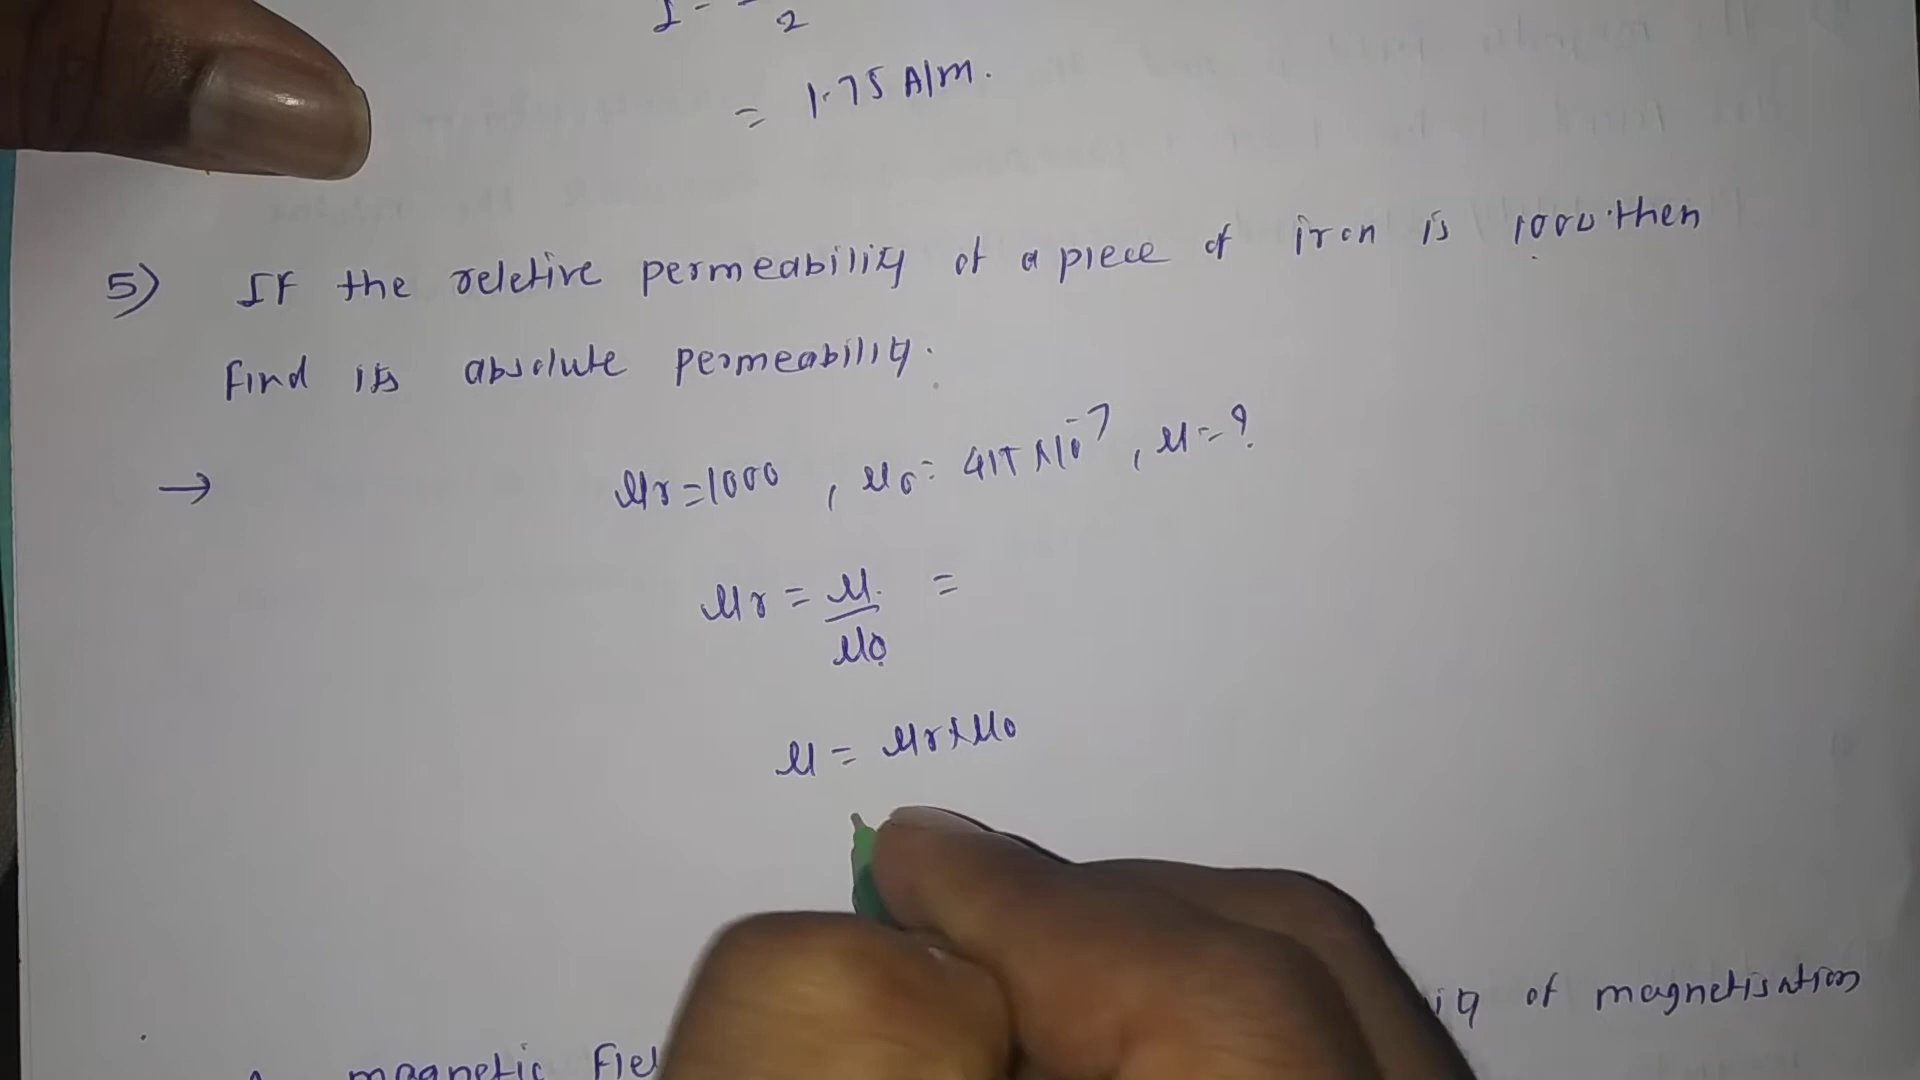 2
= 1.75 A/m.
5) If the reletive permeability of a piece of iron is 1000 then
find its absolute permeability.
→ μr=1000 , μ0= 4π×10⁻⁷ , μ=?
μr = μ/μ0 =
μ = μr×μ0
of magnetisation
A magnetic